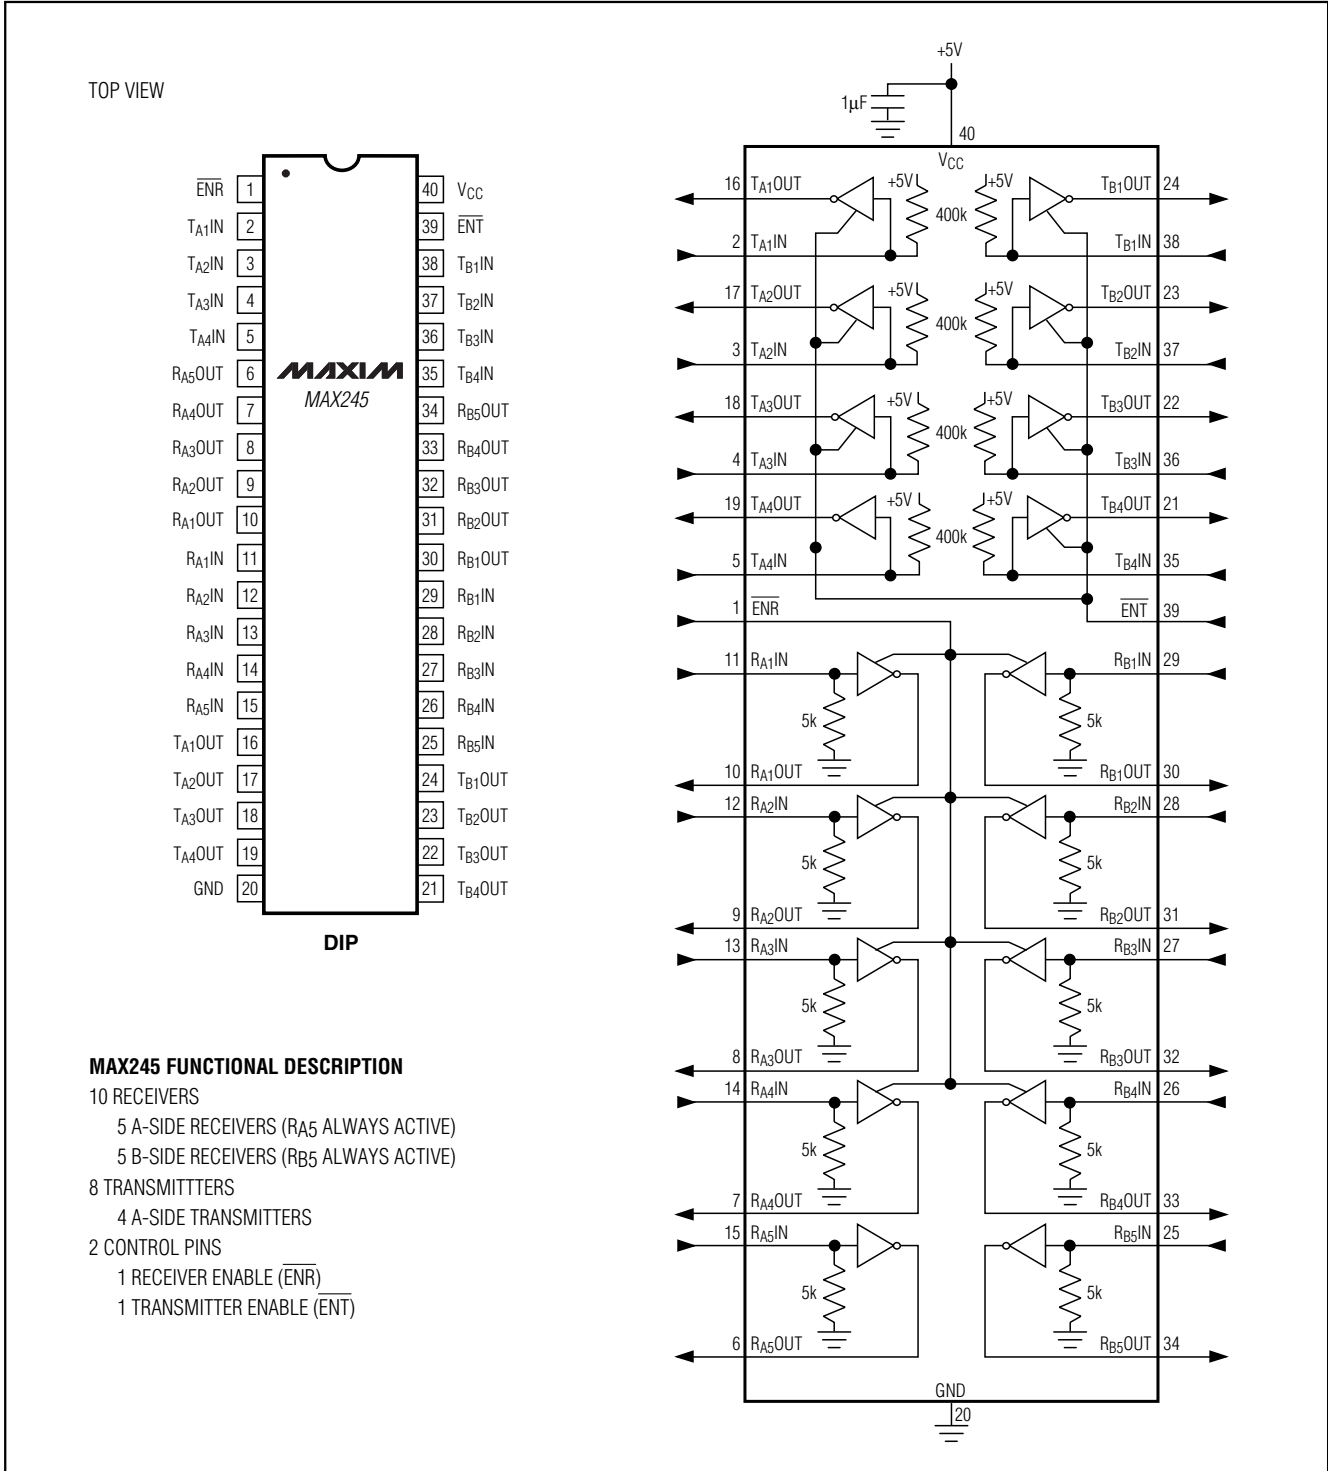 TOP VIEW
ENR 1
TA1IN 2
TA2IN 3
TA3IN 4
TA4IN 5
RA5OUT 6
RA4OUT 7
RA3OUT 8
RA2OUT 9
RA1OUT 10
RA1IN 11
RA2IN 12
RA3IN 13
RA4IN 14
RA5IN 15
TA1OUT 16
TA2OUT 17
TA3OUT 18
TA4OUT 19
GND 20
MAXIM
MAX245
40 VCC
39 ENT
38 TB1IN
37 TB2IN
36 TB3IN
35 TB4IN
34 RB5OUT
33 RB4OUT
32 RB3OUT
31 RB2OUT
30 RB1OUT
29 RB1IN
28 RB2IN
27 RB3IN
26 RB4IN
25 RB5IN
24 TB1OUT
23 TB2OUT
22 TB3OUT
21 TB4OUT
DIP
MAX245 FUNCTIONAL DESCRIPTION
10 RECEIVERS
5 A-SIDE RECEIVERS (RA5 ALWAYS ACTIVE)
5 B-SIDE RECEIVERS (RB5 ALWAYS ACTIVE)
8 TRANSMITTTERS
4 A-SIDE TRANSMITTERS
2 CONTROL PINS
1 RECEIVER ENABLE (ENR)
1 TRANSMITTER ENABLE (ENT)
+5V
1µF
40
VCC
16 TA1OUT +5V +5V TB1OUT 24
400k
2 TA1IN TB1IN 38
17 TA2OUT +5V +5V TB2OUT 23
400k
3 TA2IN TB2IN 37
18 TA3OUT +5V +5V TB3OUT 22
400k
4 TA3IN TB3IN 36
19 TA4OUT +5V +5V TB4OUT 21
400k
5 TA4IN TB4IN 35
1 ENR ENT 39
11 RA1IN RB1IN 29
5k 5k
10 RA1OUT RB1OUT 30
12 RA2IN RB2IN 28
5k 5k
9 RA2OUT RB2OUT 31
13 RA3IN RB3IN 27
5k 5k
8 RA3OUT RB3OUT 32
14 RA4IN RB4IN 26
5k 5k
7 RA4OUT RB4OUT 33
15 RA5IN RB5IN 25
5k 5k
6 RA5OUT RB5OUT 34
GND
20